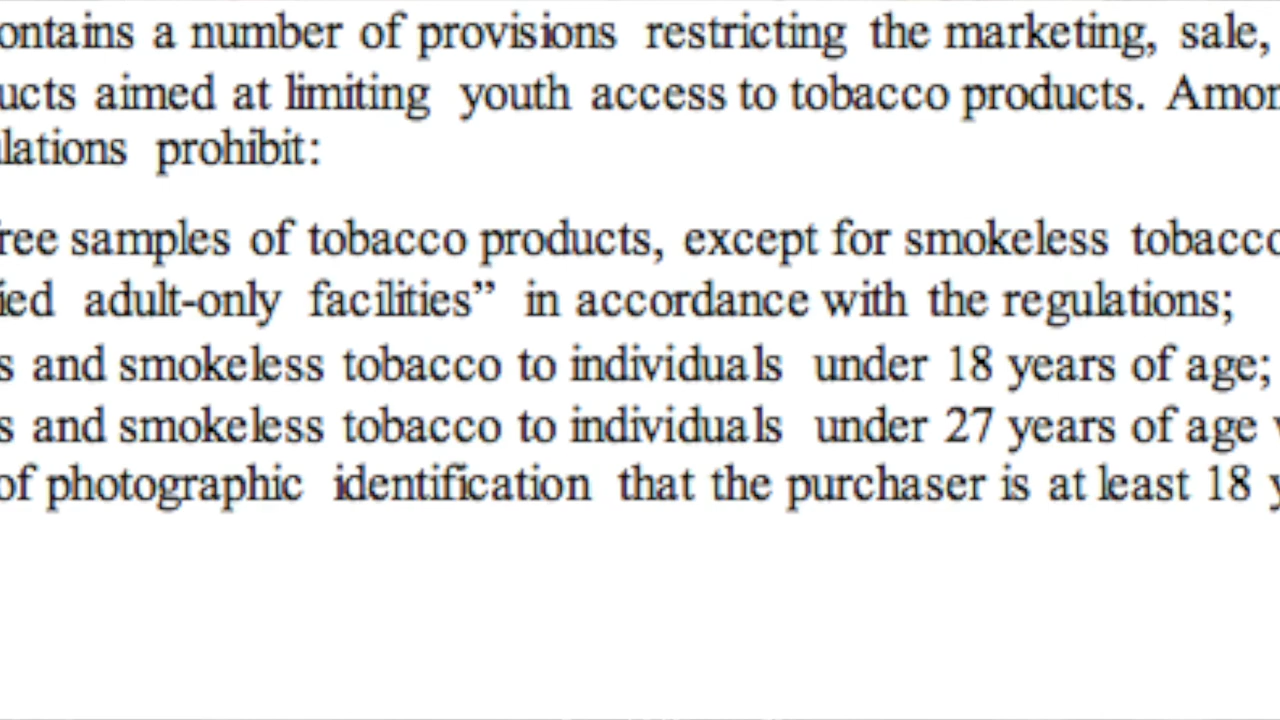 ontains a number of provisions restricting the marketing, sale,
ucts aimed at limiting youth access to tobacco products. Amon
lations prohibit:
ree samples of tobacco products, except for smokeless tobacco
ied adult-only facilities” in accordance with the regulations;
s and smokeless tobacco to individuals under 18 years of age;
s and smokeless tobacco to individuals under 27 years of age
of photographic identification that the purchaser is at least 18 y